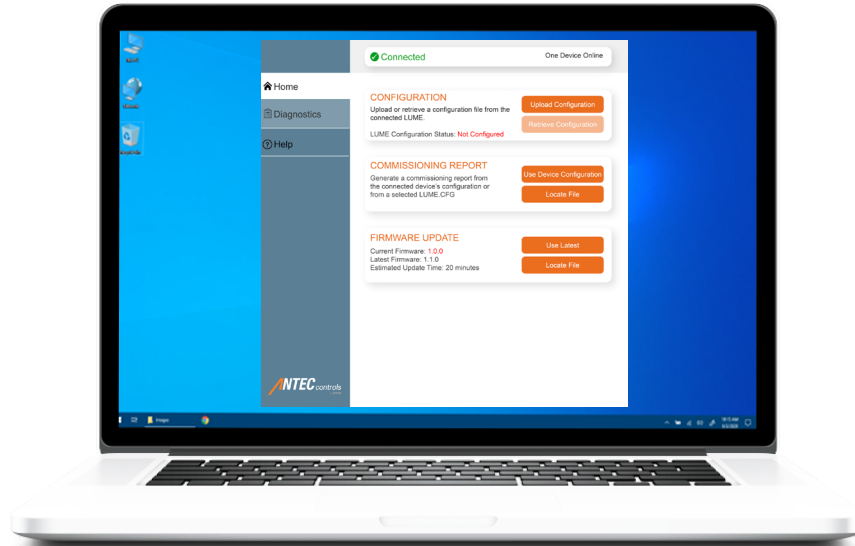 Connected
One Device Online
Home
Diagnostics
Help
CONFIGURATION
Upload or retrieve a configuration file from the
connected LUME.
LUME Configuration Status: Not Configured
Upload Configuration
Retrieve Configuration
COMMISSIONING REPORT
Generate a commissioning report from
the connected device's configuration or
from a selected LUME.CFG
Use Device Configuration
Locate File
FIRMWARE UPDATE
Current Firmware: 1.0.0
Latest Firmware: 1.1.0
Estimated Update Time: 20 minutes
Use Latest
Locate File
ANTEC controls
Images